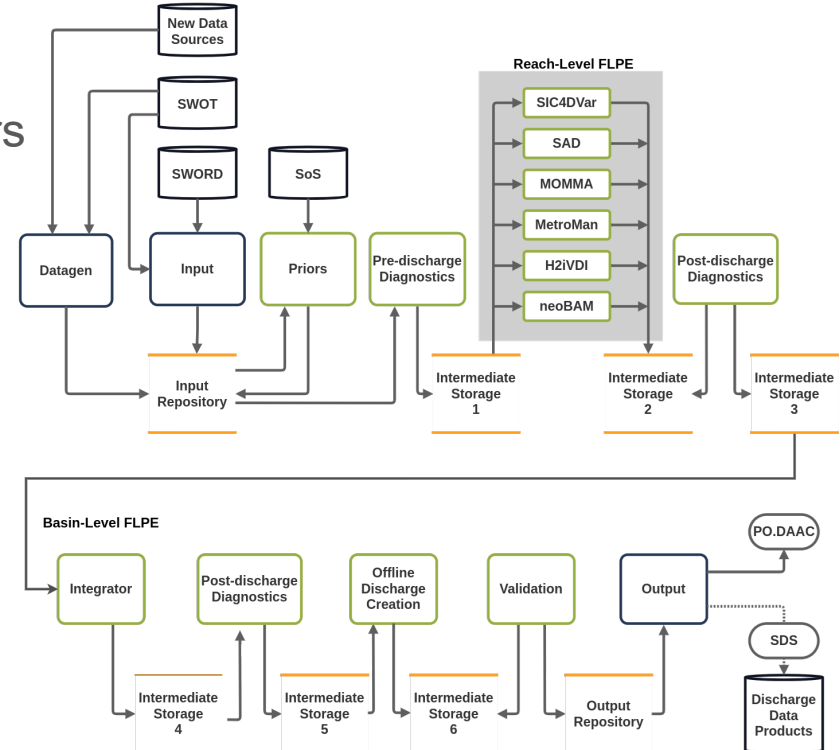 New Data
Sources
SWOT
rs
SWORD
SoS
Reach-Level FLPE
SIC4DVar
SAD
MOMMA
MetroMan
H2iVDI
neoBAM
Datagen
Input
Priors
Pre-discharge
Diagnostics
Post-discharge
Diagnostics
Input
Repository
Intermediate
Storage
1
Intermediate
Storage
2
Intermediate
Storage
3
Basin-Level FLPE
Integrator
Post-discharge
Diagnostics
Offline
Discharge
Creation
Validation
Output
PO.DAAC
SDS
Intermediate
Storage
4
Intermediate
Storage
5
Intermediate
Storage
6
Output
Repository
Discharge
Data
Products